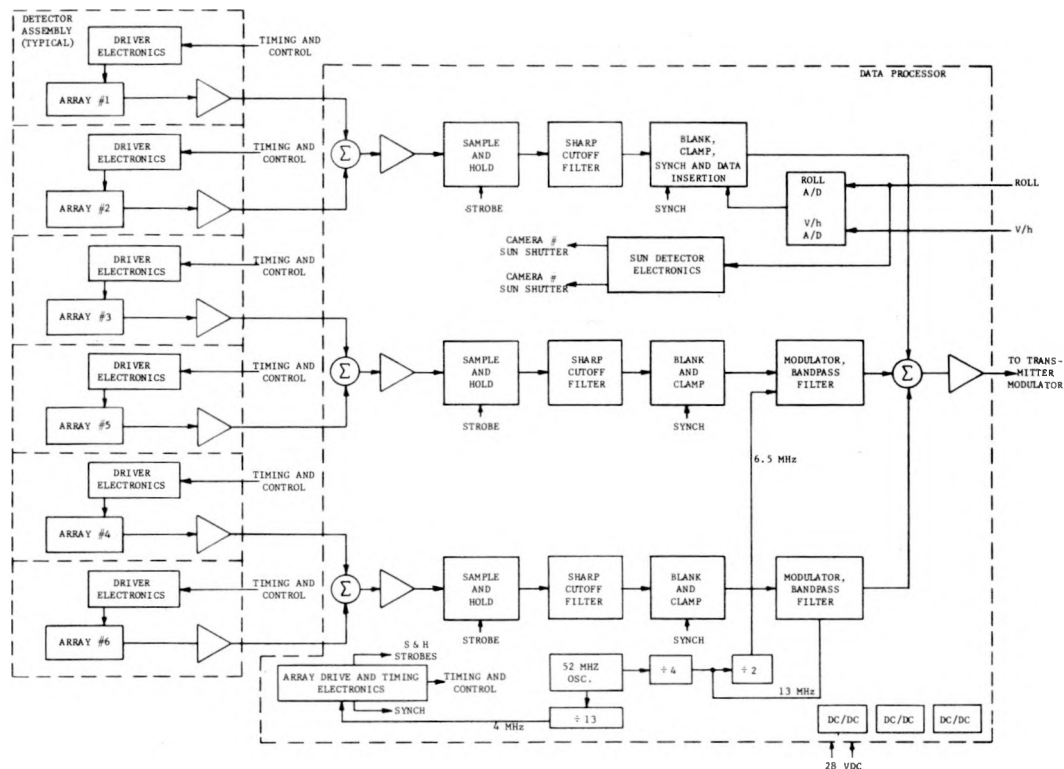 DETECTOR
ASSEMBLY
(TYPICAL)
DRIVER
ELECTRONICS
TIMING AND
CONTROL
ARRAY #1
DRIVER
ELECTRONICS
TIMING AND
CONTROL
ARRAY #2
DRIVER
ELECTRONICS
TIMING AND
CONTROL
ARRAY #3
DRIVER
ELECTRONICS
TIMING AND
CONTROL
ARRAY #5
DRIVER
ELECTRONICS
TIMING AND
CONTROL
ARRAY #4
DRIVER
ELECTRONICS
TIMING AND
CONTROL
ARRAY #6
DATA PROCESSOR
Σ
SAMPLE
AND
HOLD
STROBE
SHARP
CUTOFF
FILTER
BLANK,
CLAMP,
SYNCH AND DATA
INSERTION
SYNCH
ROLL
A/D
V/h
A/D
ROLL
V/h
CAMERA #
SUN SHUTTER
CAMERA #
SUN SHUTTER
SUN DETECTOR
ELECTRONICS
Σ
SAMPLE
AND
HOLD
STROBE
SHARP
CUTOFF
FILTER
BLANK
AND
CLAMP
SYNCH
MODULATOR,
BANDPASS
FILTER
Σ
TO TRANS-
MITTER
MODULATOR
6.5 MHz
Σ
SAMPLE
AND
HOLD
STROBE
SHARP
CUTOFF
FILTER
BLANK
AND
CLAMP
SYNCH
MODULATOR,
BANDPASS
FILTER
S & H
STROBES
ARRAY DRIVE AND TIMING
ELECTRONICS
TIMING AND
CONTROL
SYNCH
52 MHZ
OSC.
÷4
÷2
13 MHz
÷13
4 MHz
DC/DC
DC/DC
DC/DC
28 VDC